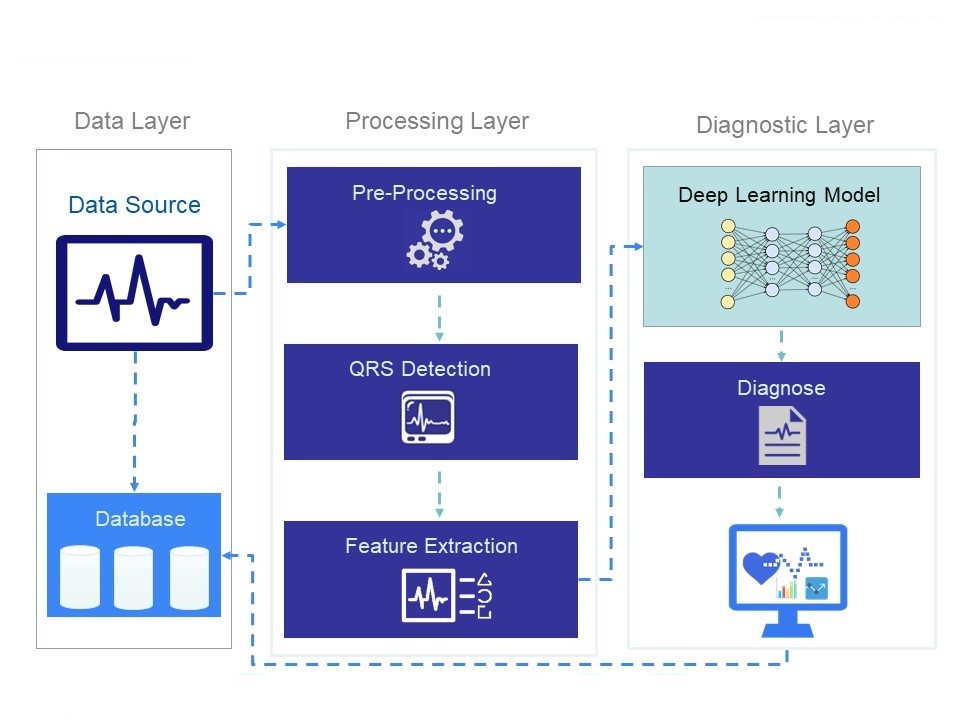 Data Layer
Processing Layer
Diagnostic Layer
Data Source
Database
Pre-Processing
QRS Detection
Feature Extraction
Deep Learning Model
Diagnose